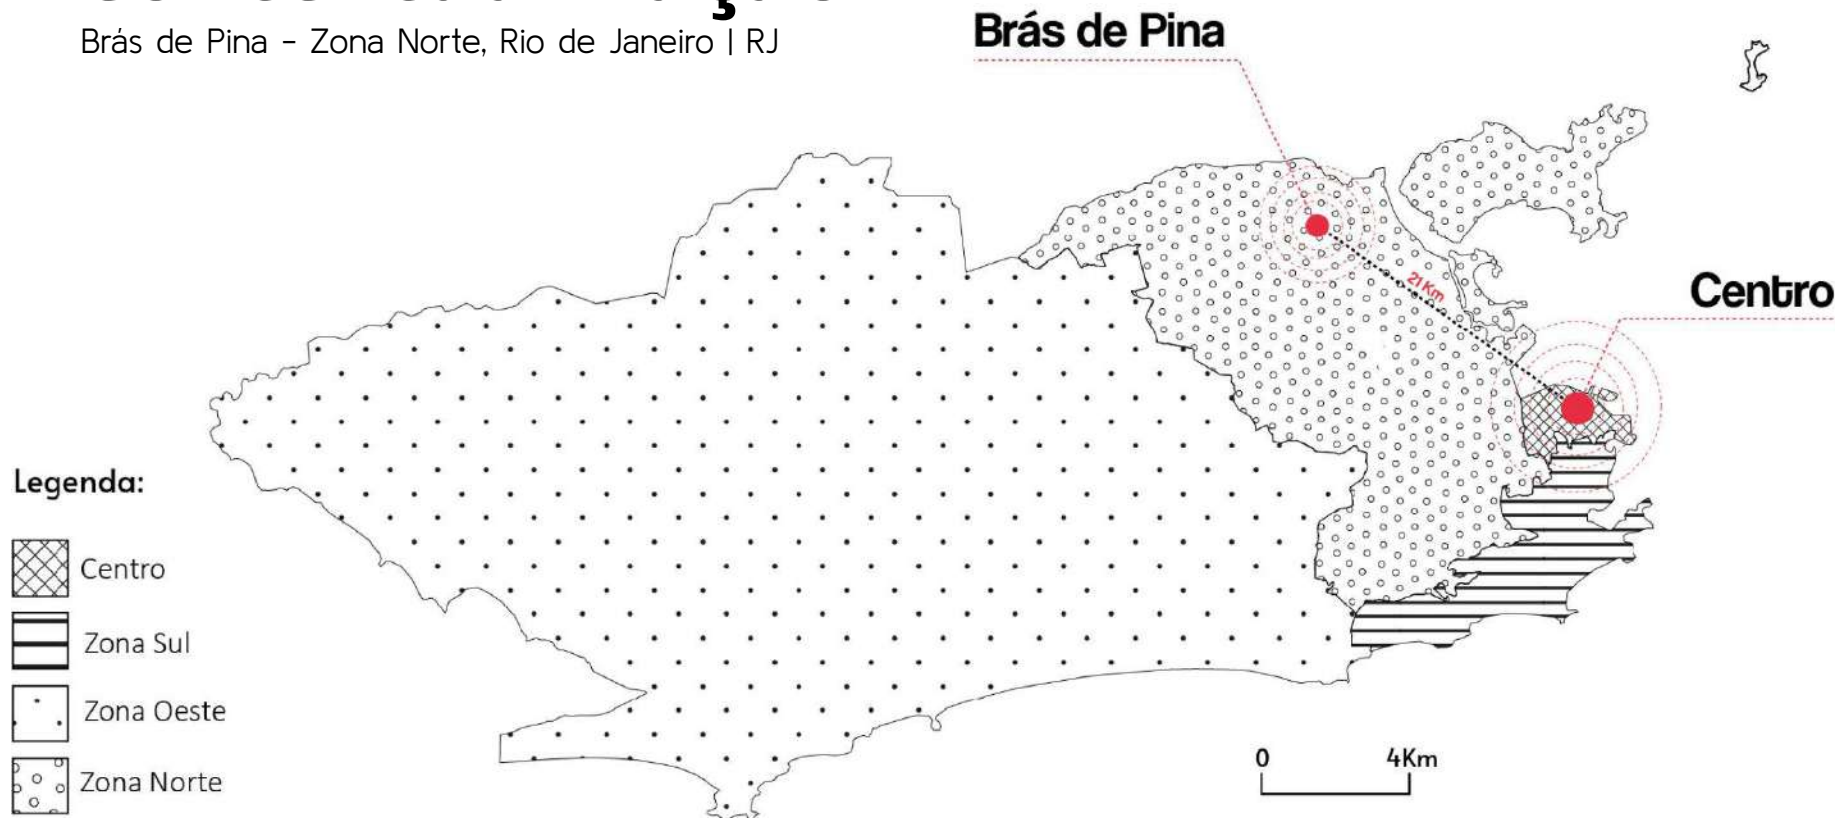 Brás de Pina - Zona Norte, Rio de Janeiro | RJ
Brás de Pina
21 Km
Centro
Legenda:
Centro
Zona Sul
Zona Oeste
Zona Norte
0 4Km